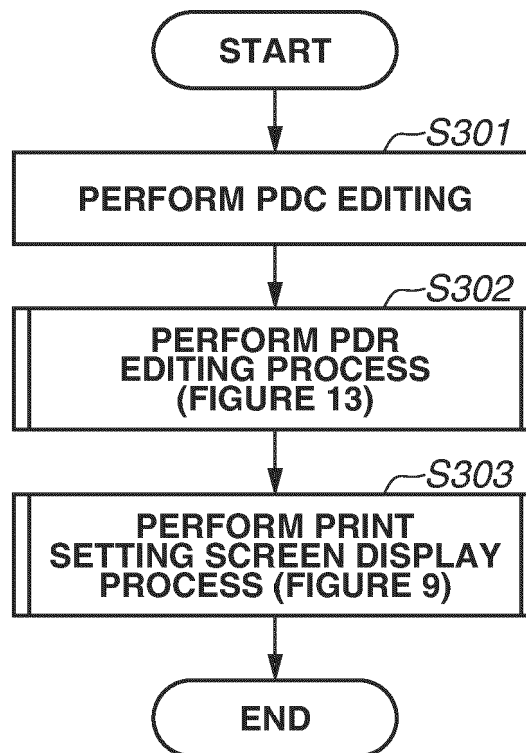 START
S301
PERFORM PDC EDITING
S302
PERFORM PDR
EDITING PROCESS
(FIGURE 13)
S303
PERFORM PRINT
SETTING SCREEN DISPLAY
PROCESS (FIGURE 9)
END